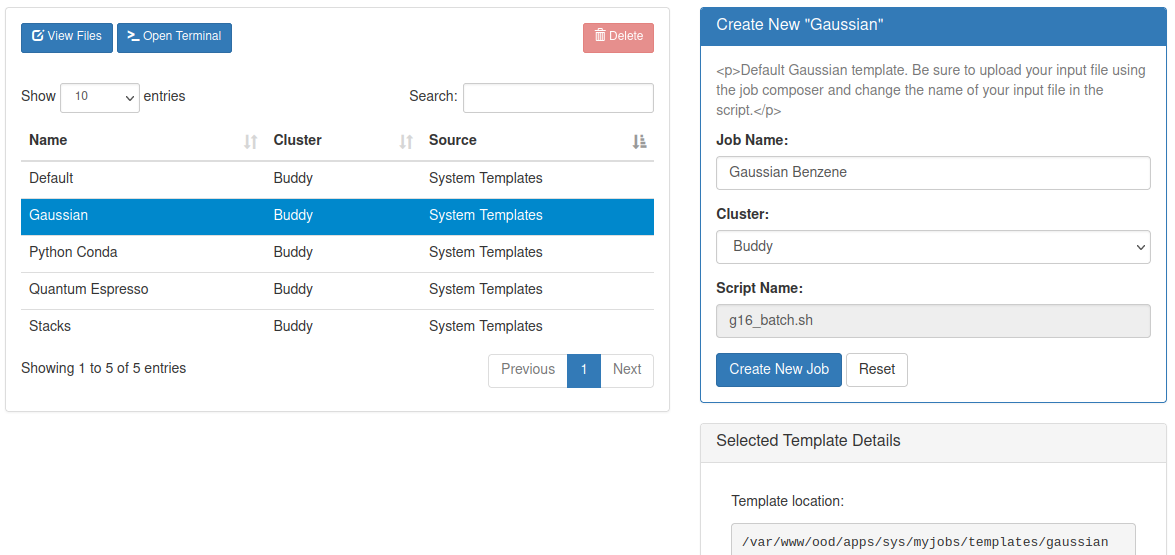 View Files Open Terminal Delete
Show 10 entries Search:
Name Cluster Source
Default Buddy System Templates
Gaussian Buddy System Templates
Python Conda Buddy System Templates
Quantum Espresso Buddy System Templates
Stacks Buddy System Templates
Showing 1 to 5 of 5 entries Previous 1 Next
Create New "Gaussian"
<p>Default Gaussian template. Be sure to upload your input file using
the job composer and change the name of your input file in the
script.</p>
Job Name:
Gaussian Benzene
Cluster:
Buddy
Script Name:
g16_batch.sh
Create New Job Reset
Selected Template Details
Template location:
/var/www/ood/apps/sys/myjobs/templates/gaussian